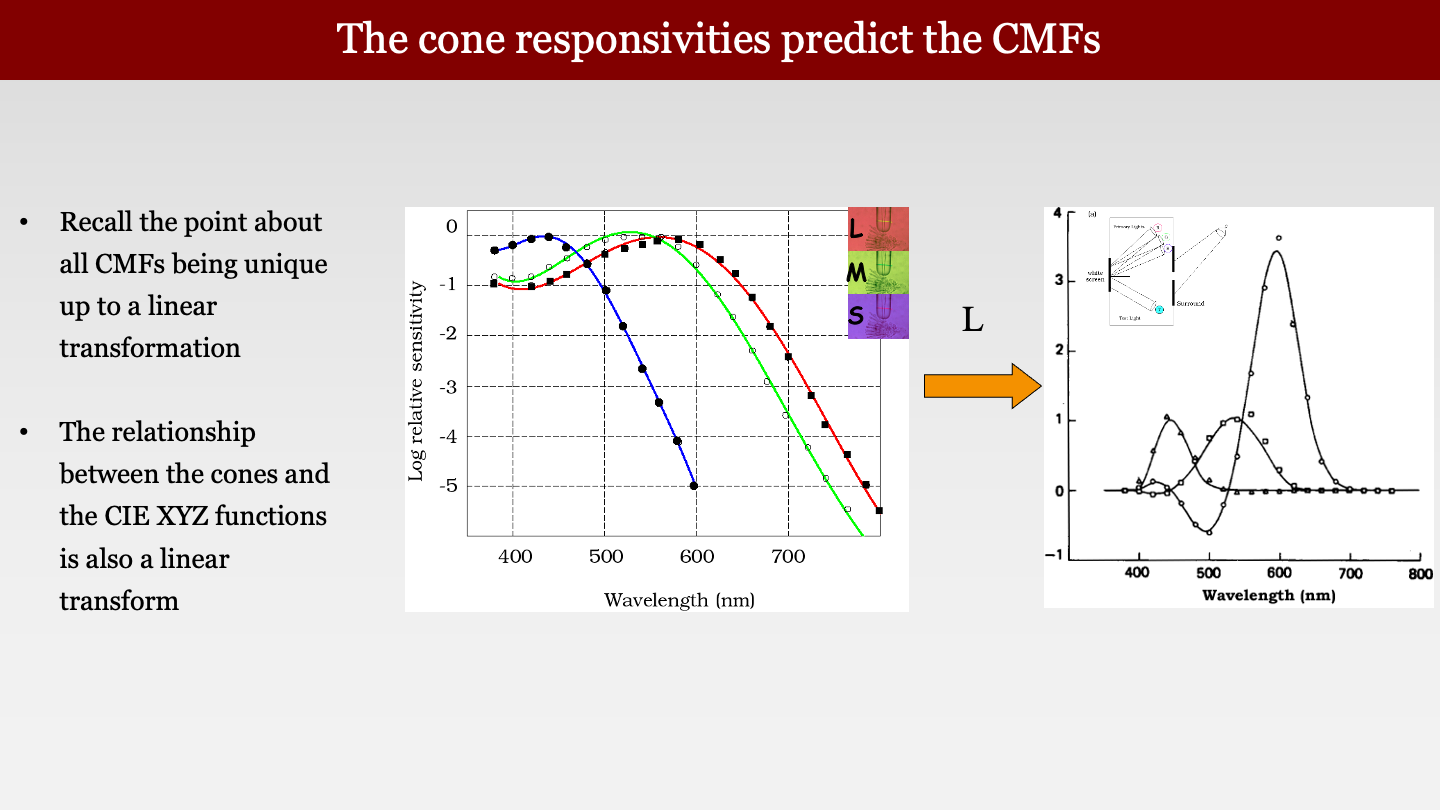 The cone responsivities predict the CMFs
• Recall the point about
all CMFs being unique
up to a linear
transformation
• The relationship
between the cones and
the CIE XYZ functions
is also a linear
transform
Log relative sensitivity
0
-1
-2
-3
-4
-5
400 500 600 700
Wavelength (nm)
L
M
S
L
4
3
2
1
0
−1
(a)
Primary Lights
white
screen
Surround
Test Light
400 500 600 700 800
Wavelength (nm)